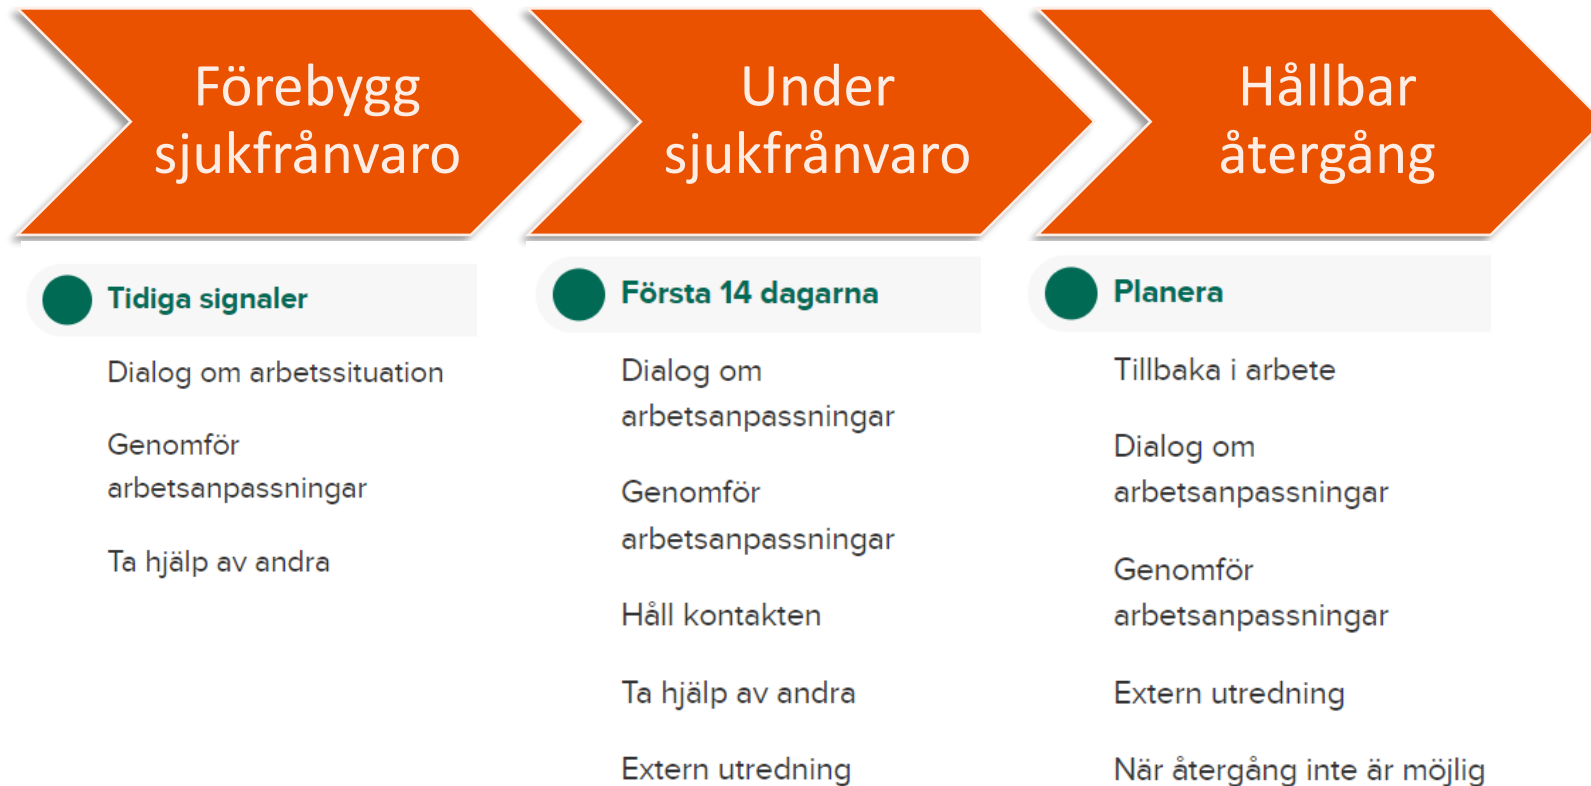 Förebygg
sjukfrånvaro
Under
sjukfrånvaro
Hållbar
återgång
Tidiga signaler
Dialog om arbetssituation
Genomför
arbetsanpassningar
Ta hjälp av andra
Första 14 dagarna
Dialog om
arbetsanpassningar
Genomför
arbetsanpassningar
Håll kontakten
Ta hjälp av andra
Extern utredning
Planera
Tillbaka i arbete
Dialog om
arbetsanpassningar
Genomför
arbetsanpassningar
Extern utredning
När återgång inte är möjlig